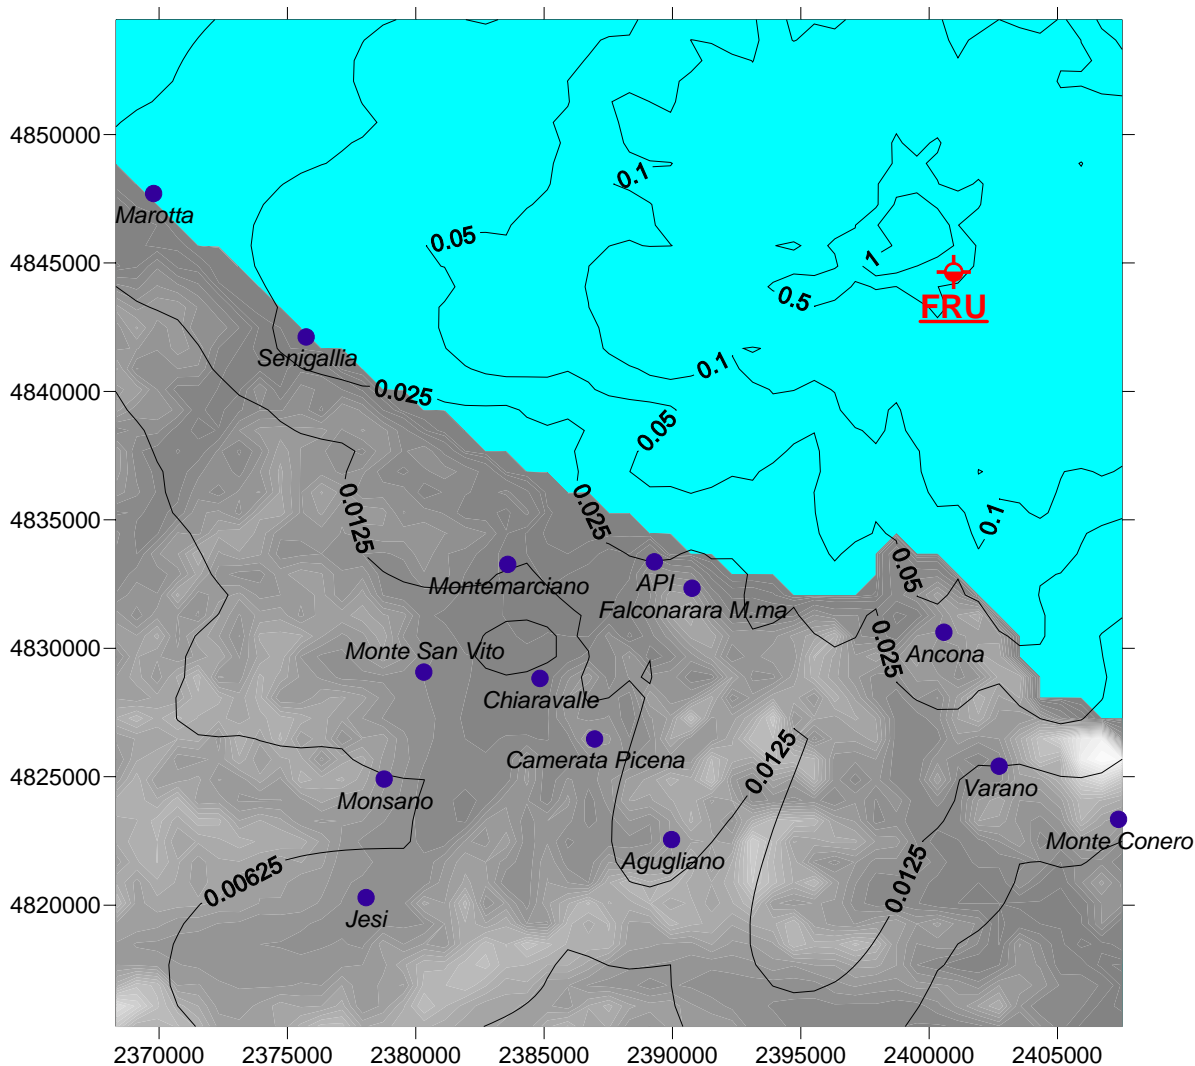 4850000
0.1
Marotta
0.05
4845000
1
0.5
FRU
Senigallia
0.1
4840000
0.025
0.05
0.0125
0.025
4835000
0.1
0.05
API
Montemarciano
Falconarara M.ma
4830000
Monte San Vito
0.025
Ancona
Chiaravalle
Camerata Picena
0.0125
4825000
Monsano
Varano
Monte Conero
Agugliano
0.00625
0.0125
4820000
Jesi
2370000 2375000 2380000 2385000 2390000 2395000 2400000 2405000